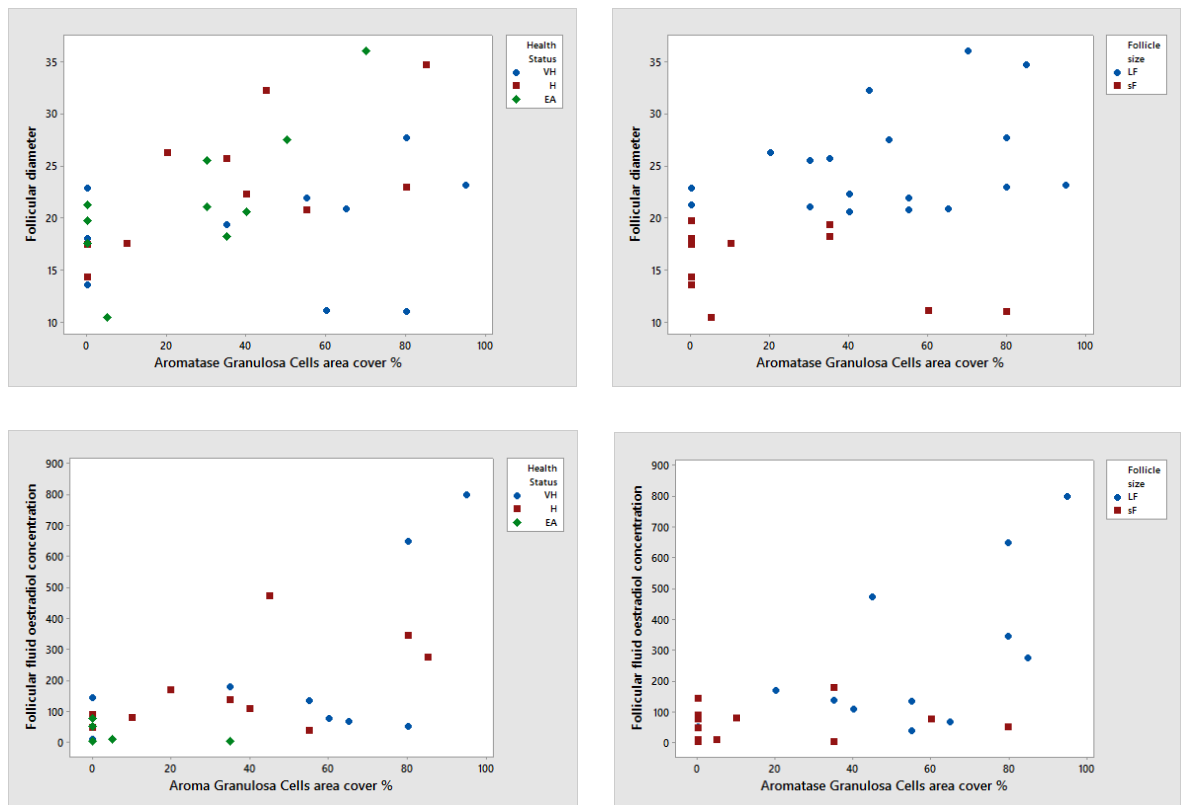 Health
Status
VH
H
EA
35
30
25
20
15
10
Follicular diameter
0 20 40 60 80 100
Aromatase Granulosa Cells area cover %
Follicle
size
LF
sF
35
30
25
20
15
10
Follicular diameter
0 20 40 60 80 100
Aromatase Granulosa Cells area cover %
Health
Status
VH
H
EA
900
800
700
600
500
400
300
200
100
0
Follicular fluid oestradiol concentration
0 20 40 60 80 100
Aroma Granulosa Cells area cover %
Follicle
size
LF
sF
900
800
700
600
500
400
300
200
100
0
Follicular fluid oestradiol concentration
0 20 40 60 80 100
Aromatase Granulosa Cells area cover %